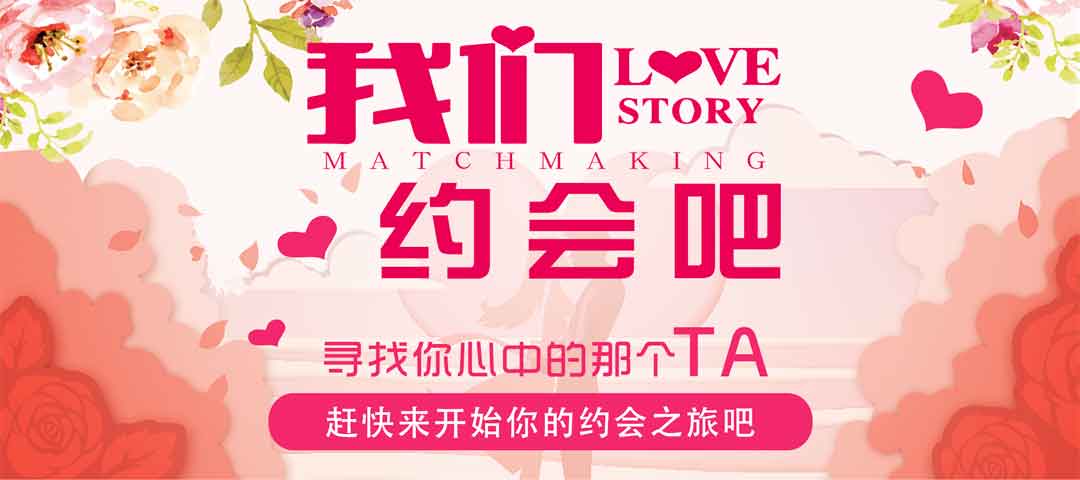 我们
LOVE
STORY
MATCHMAKING
约会吧
寻找你心中的那个TA
赶快来开始你的约会之旅吧